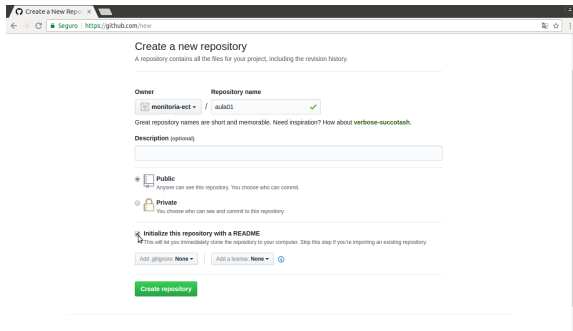 Create a New Repo
Seguro
https://github.com/new
Create a new repository
A repository contains all the files for your project, including the revision history.
Owner Repository name
monitoria-ect / aula01
Great repository names are short and memorable. Need inspiration? How about verbose-succotash.
Description (optional)
Public
Anyone can see this repository. You choose who can commit.
Private
You choose who can see and commit to this repository.
Initialize this repository with a README
This will let you immediately clone the repository to your computer. Skip this step if you're importing an existing repository.
Add .gitignore: None Add a license: None
Create repository